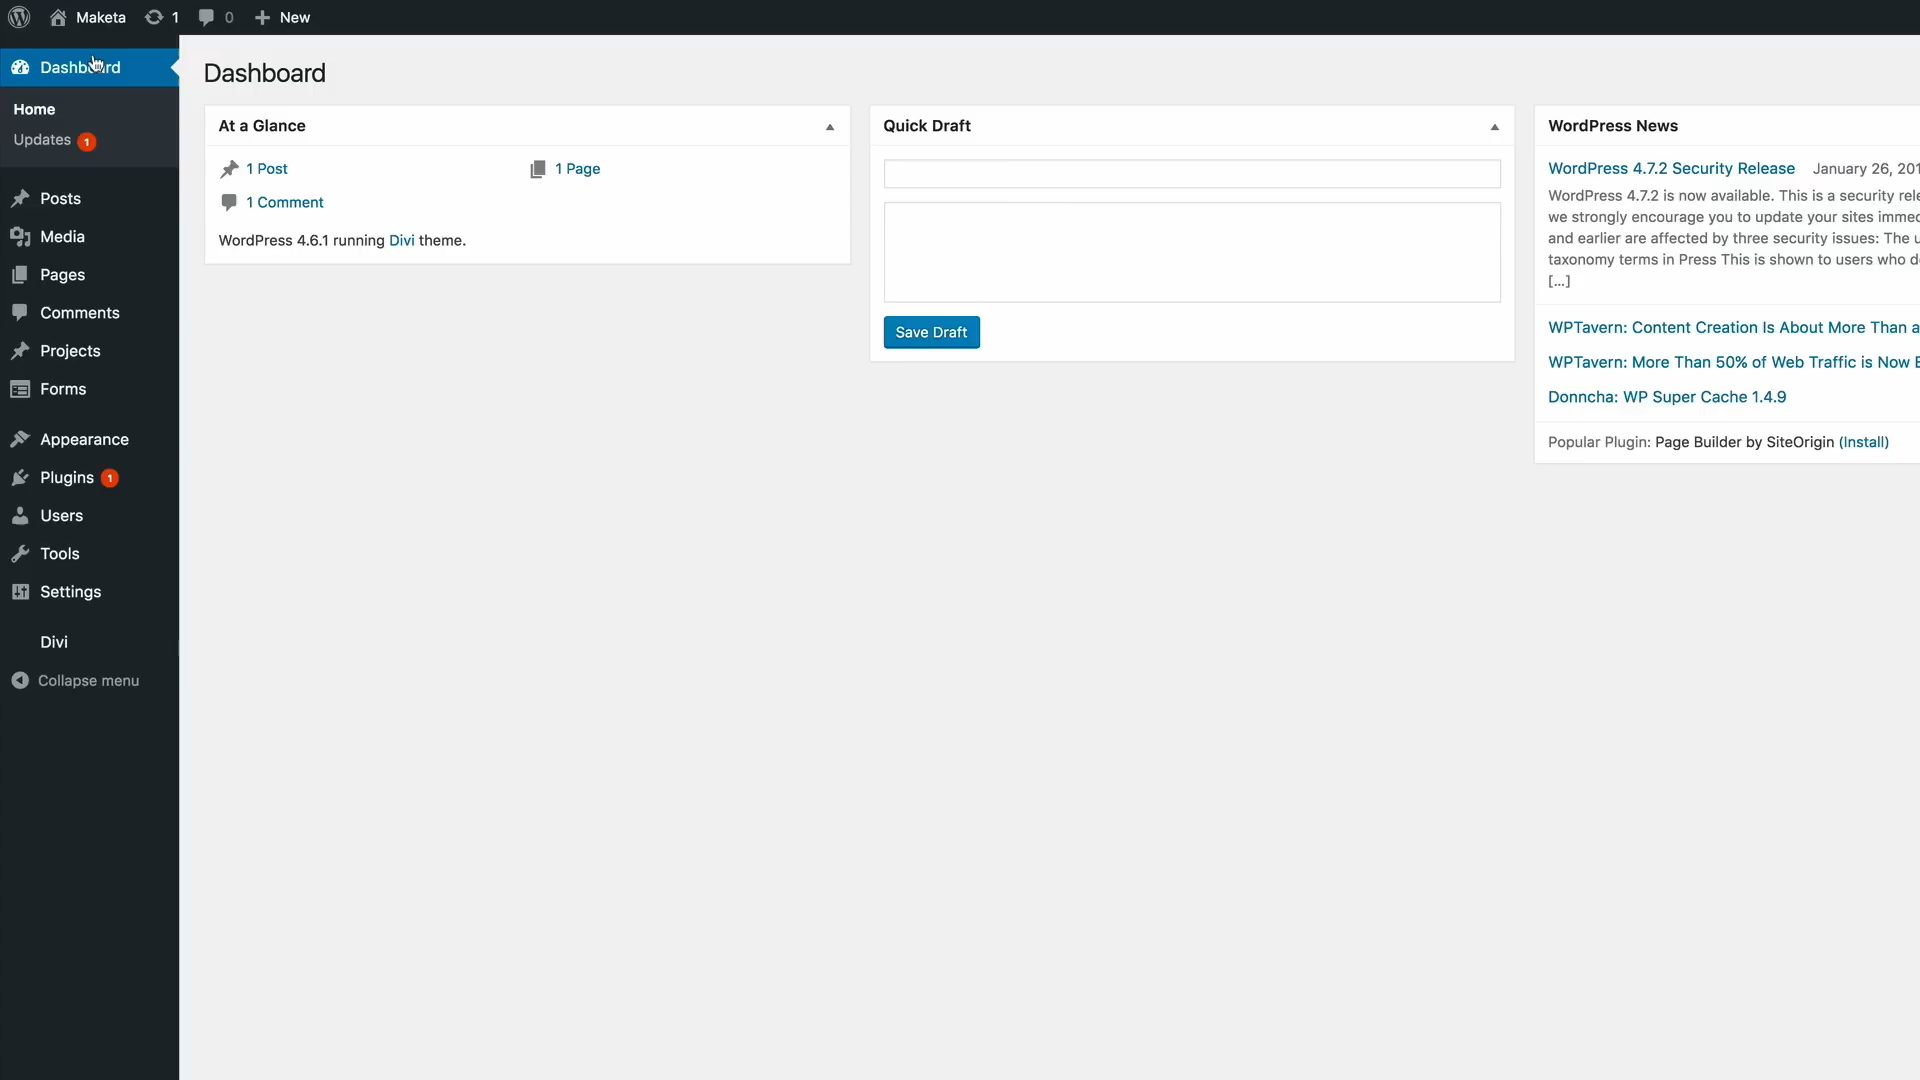 Maketa 1 0 New
Dashboard
Home
Updates 1
Posts
Media
Pages
Comments
Projects
Forms
Appearance
Plugins 1
Users
Tools
Settings
Divi
Collapse menu
Dashboard
At a Glance
1 Post
1 Page
1 Comment
WordPress 4.6.1 running Divi theme.
Quick Draft
Save Draft
WordPress News
WordPress 4.7.2 Security Release January 26, 201
WordPress 4.7.2 is now available. This is a security rele
we strongly encourage you to update your sites immed
and earlier are affected by three security issues: The u
taxonomy terms in Press This is shown to users who d
[…]
WPTavern: Content Creation Is About More Than a
WPTavern: More Than 50% of Web Traffic is Now
Donncha: WP Super Cache 1.4.9
Popular Plugin: Page Builder by SiteOrigin (Install)